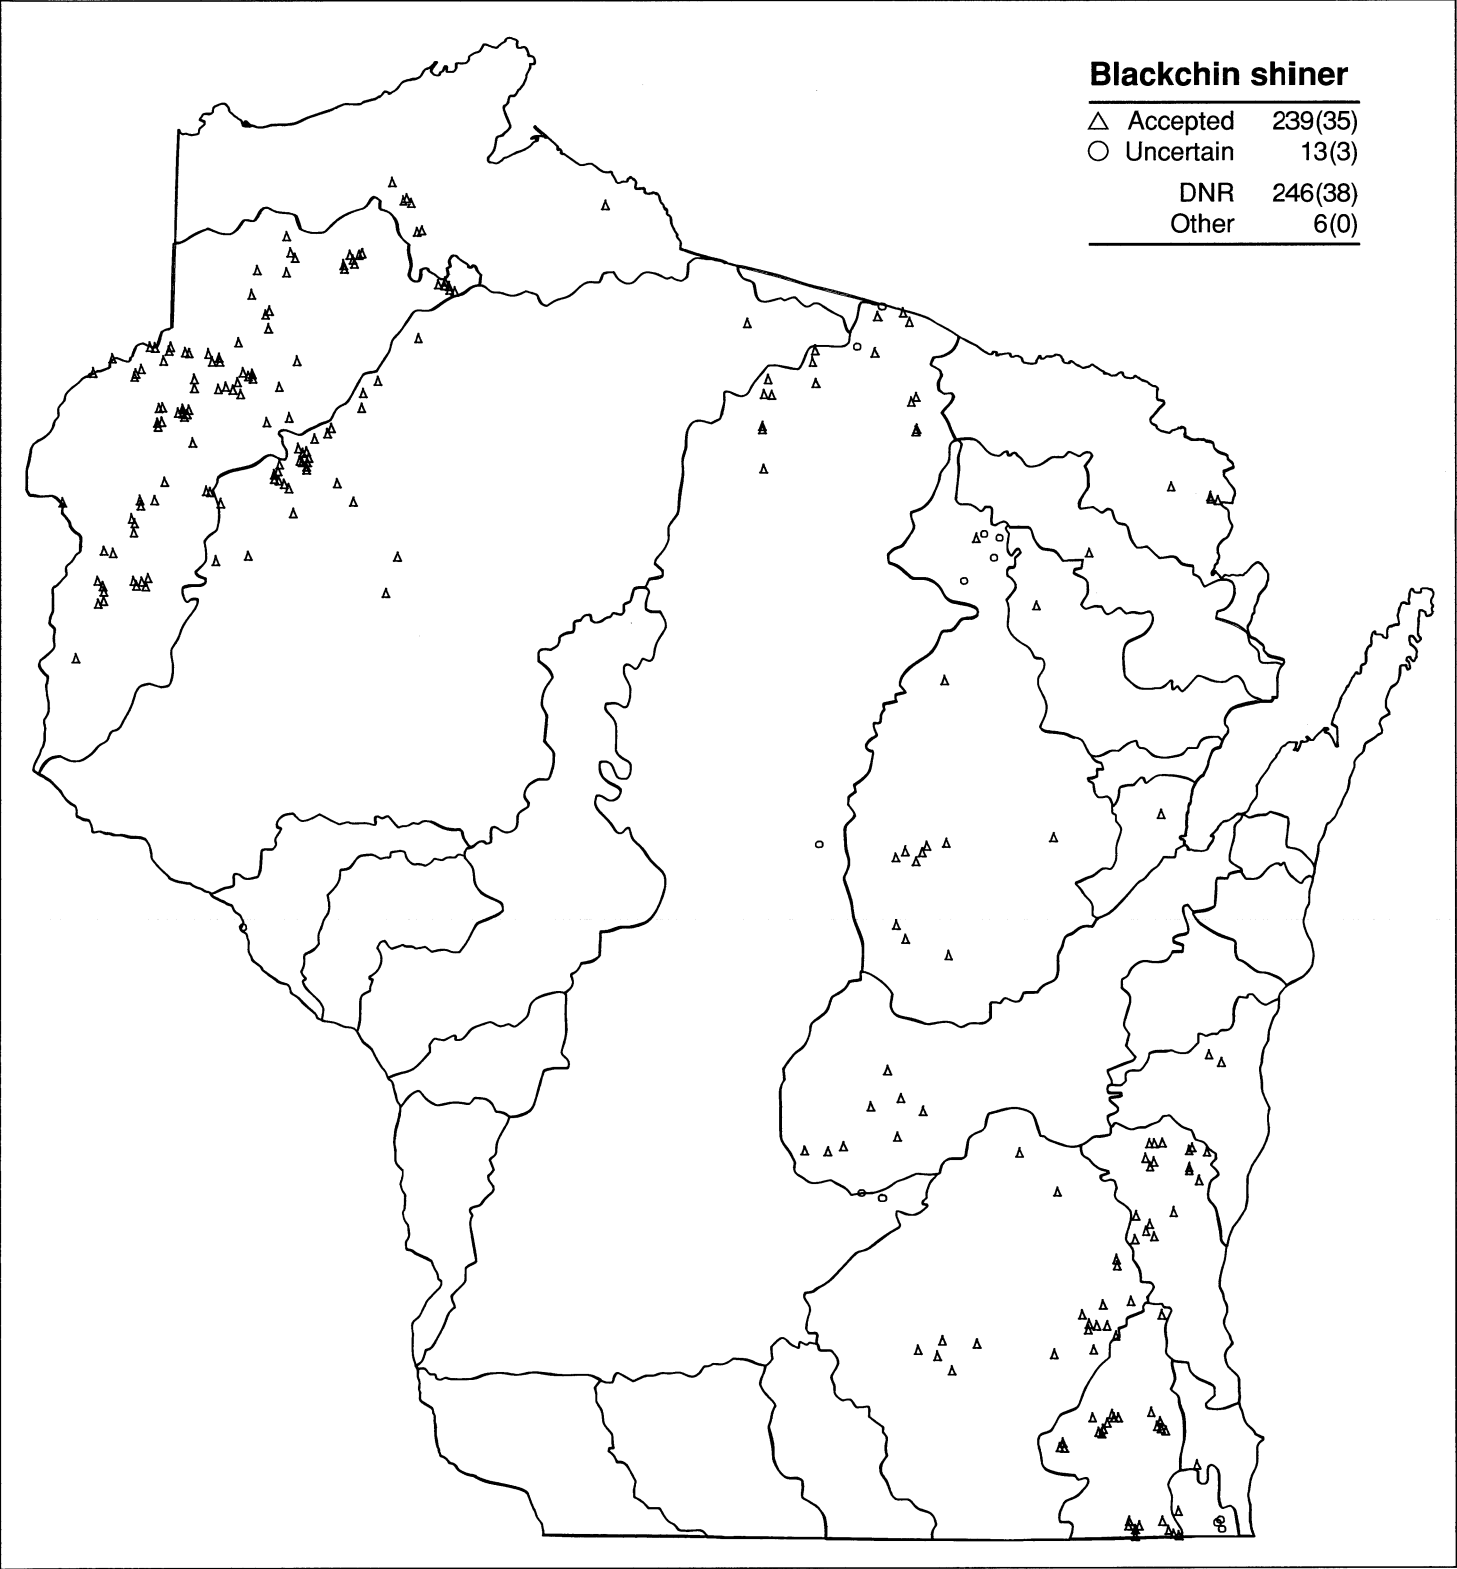 Blackchin shiner
△ Accepted 239(35)
○ Uncertain 13(3)
DNR 246(38)
Other 6(0)